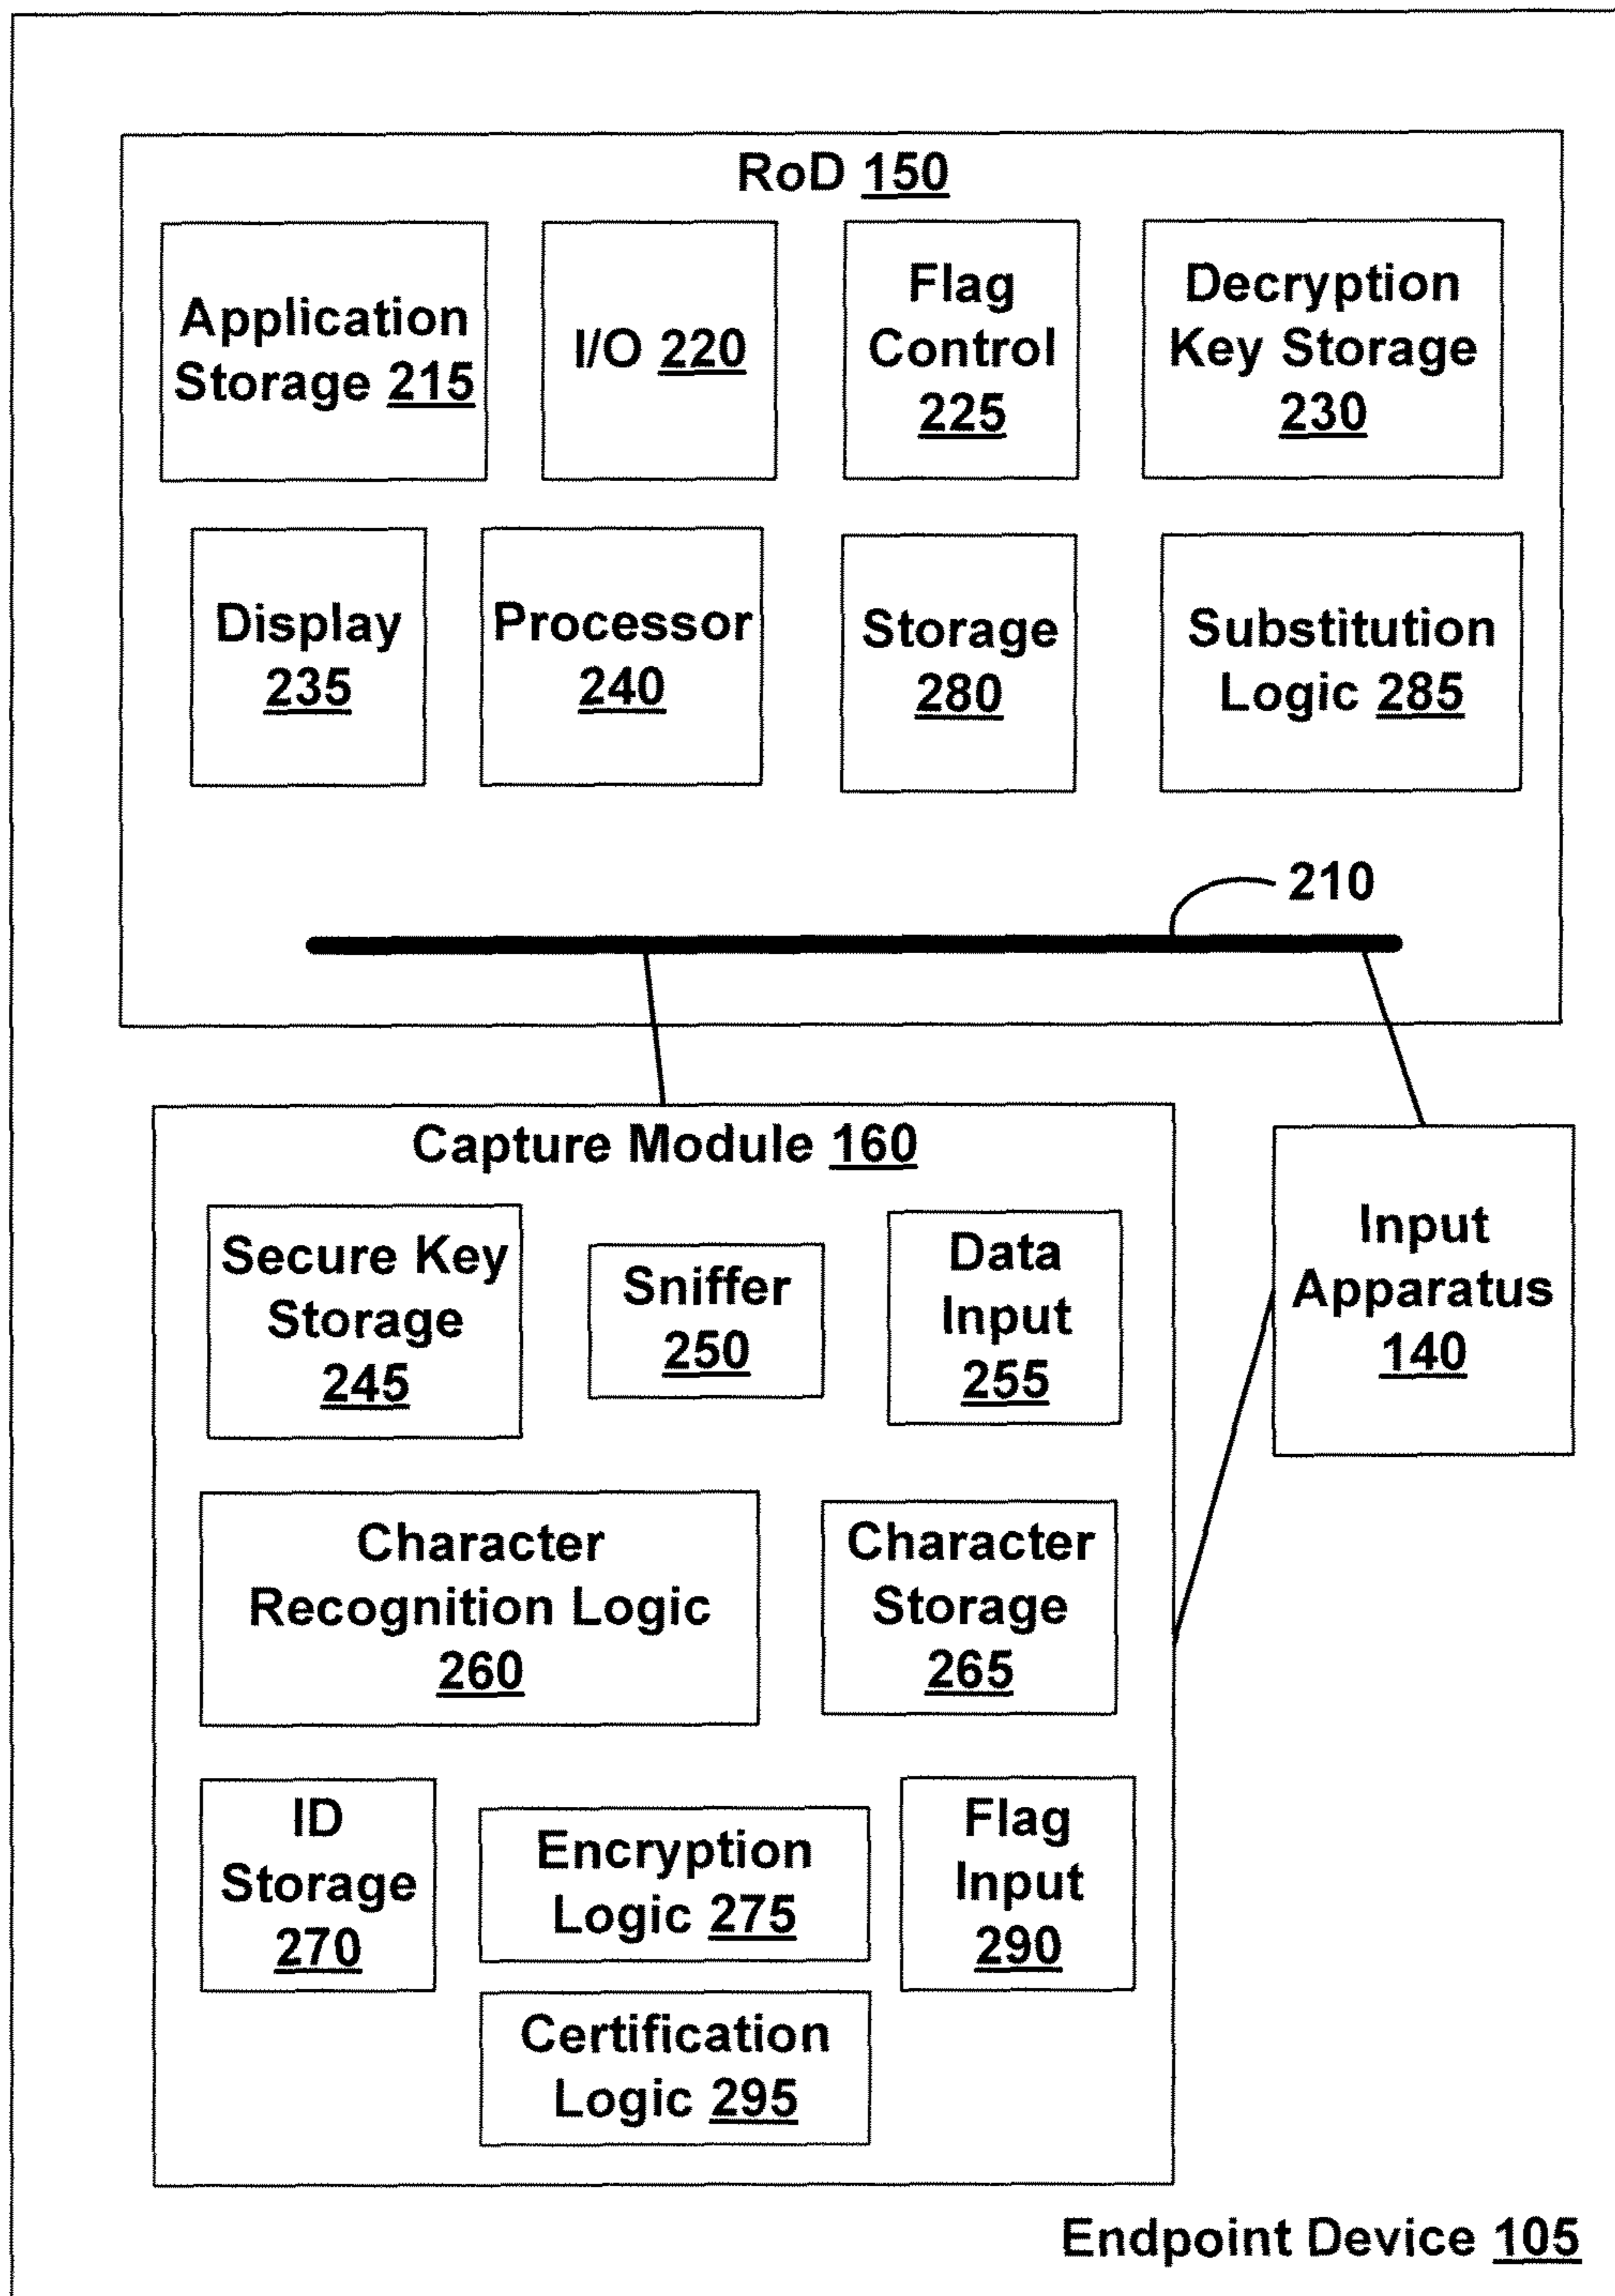 RoD 150
Application
Storage 215
I/O 220
Flag
Control
225
Decryption
Key Storage
230
Display
235
Processor
240
Storage
280
Substitution
Logic 285
210
Capture Module 160
Secure Key
Storage
245
Sniffer
250
Data
Input
255
Input
Apparatus
140
Character
Recognition Logic
260
Character
Storage
265
ID
Storage
270
Encryption
Logic 275
Flag
Input
290
Certification
Logic 295
Endpoint Device 105